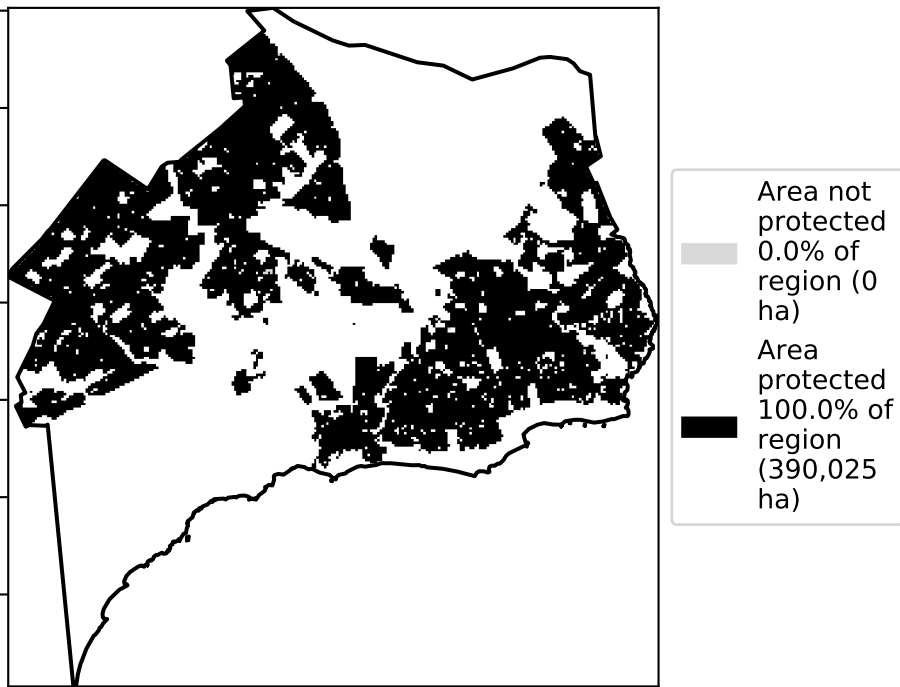 Area not
protected
0.0% of
region (0
ha)
Area
protected
100.0% of
region
(390,025
ha)